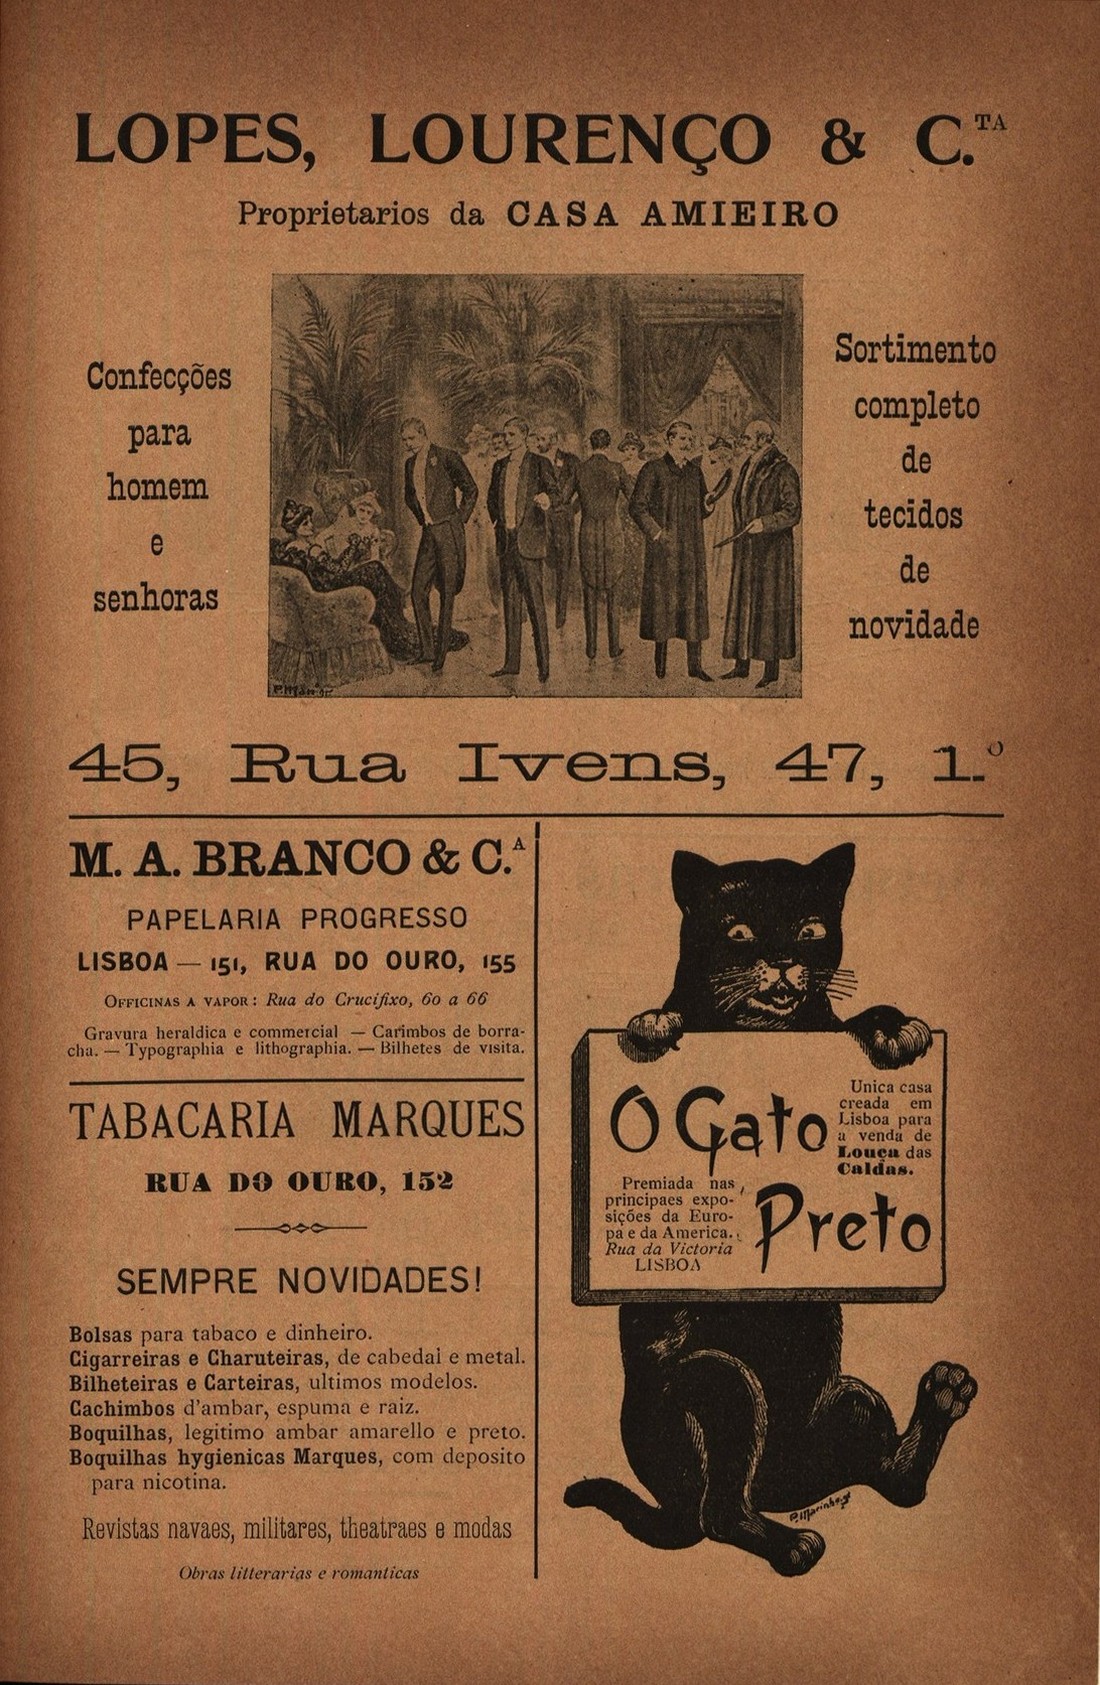 LOPES, LOURENÇO & C.TA
Proprietarios da CASA AMIEIRO
Confecções
para
homem
e
senhoras
Sortimento
completo
de
tecidos
de
novidade
45, Rua Ivens, 47, 1.º
M. A. BRANCO & C.A
PAPELARIA PROGRESSO
LISBOA — 151, RUA DO OURO, 155
OFFICINAS A VAPOR: Rua do Crucifixo, 60 a 66
Gravura heraldica e commercial — Carimbos de borra-
cha. — Typographia e lithographia. — Bilhetes de visita.
TABACARIA MARQUES
RUA DO OURO, 152
SEMPRE NOVIDADES!
Bolsas para tabaco e dinheiro.
Cigarreiras e Charuteiras, de cabedal e metal.
Bilheteiras e Carteiras, ultimos modelos.
Cachimbos d'ambar, espuma e raiz.
Boquilhas, legitimo ambar amarello e preto.
Boquilhas hygienicas Marques, com deposito
para nicotina.
Revistas navaes, militares, theatraes e modas
Obras litterarias e romanticas
O Gato
Unica casa
creada em
Lisboa para
a venda de
Louça das
Caldas.
Premiada nas
principaes expo-
sições da Euro-
pa e da America.
Rua da Victoria
LISBOA
Preto
P. Marinho